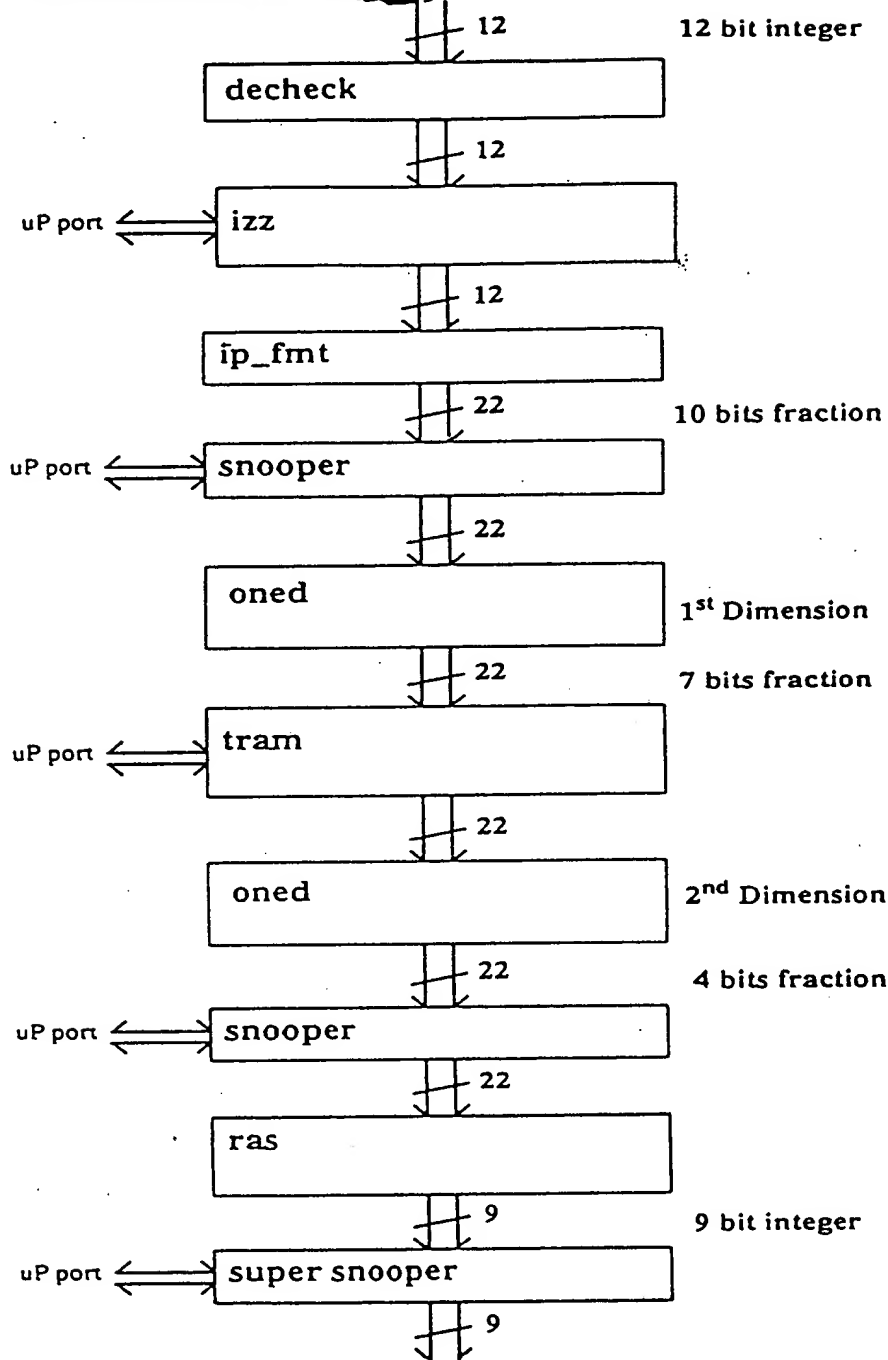 12 12 bit integer
decheck
12
uP port izz
12
ip_fmt
22 10 bits fraction
uP port snooper
22
oned 1st Dimension
22 7 bits fraction
uP port tram
22
oned 2nd Dimension
22 4 bits fraction
uP port snooper
22
ras
9 9 bit integer
uP port super snooper
9